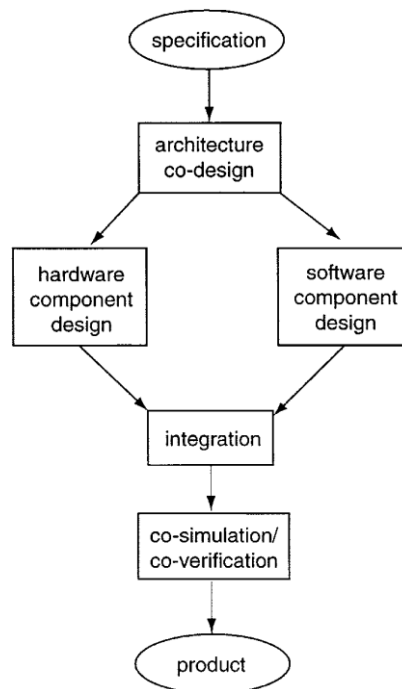 specification
architecture
co-design
hardware
component
design
software
component
design
integration
co-simulation/
co-verification
product